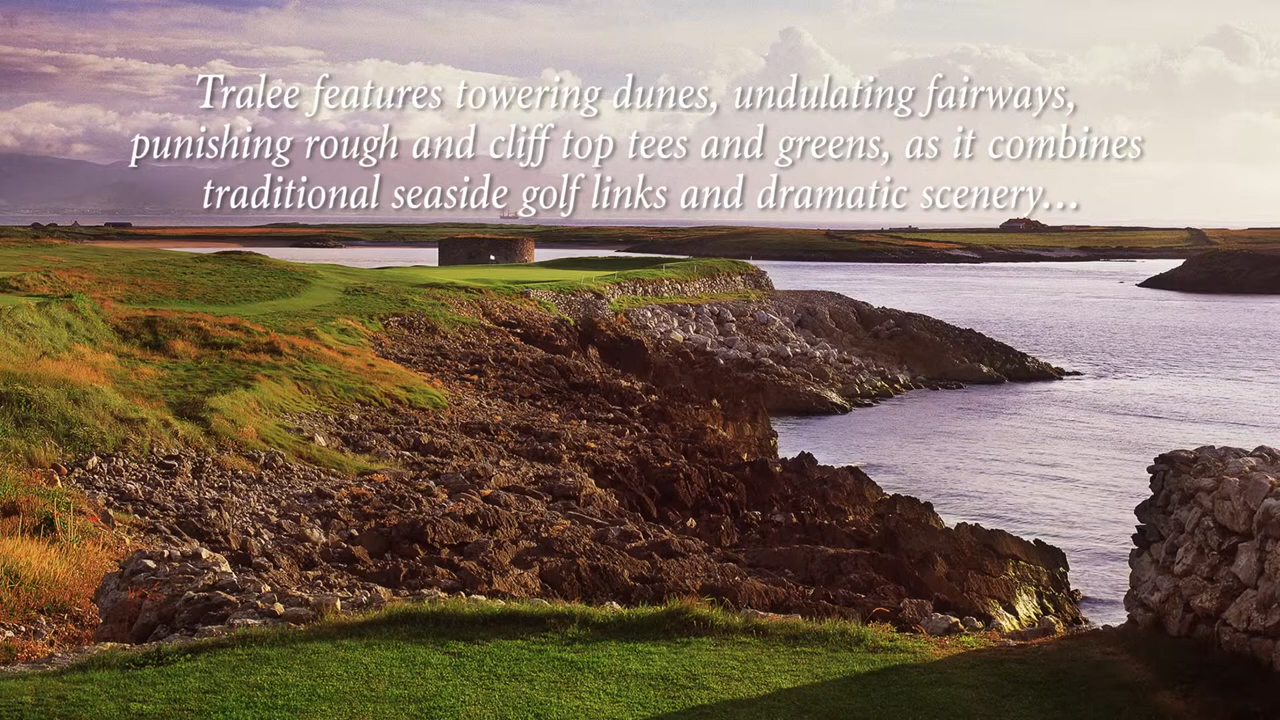 Tralee features towering dunes, undulating fairways,
punishing rough and cliff top tees and greens, as it combines
traditional seaside golf links and dramatic scenery...